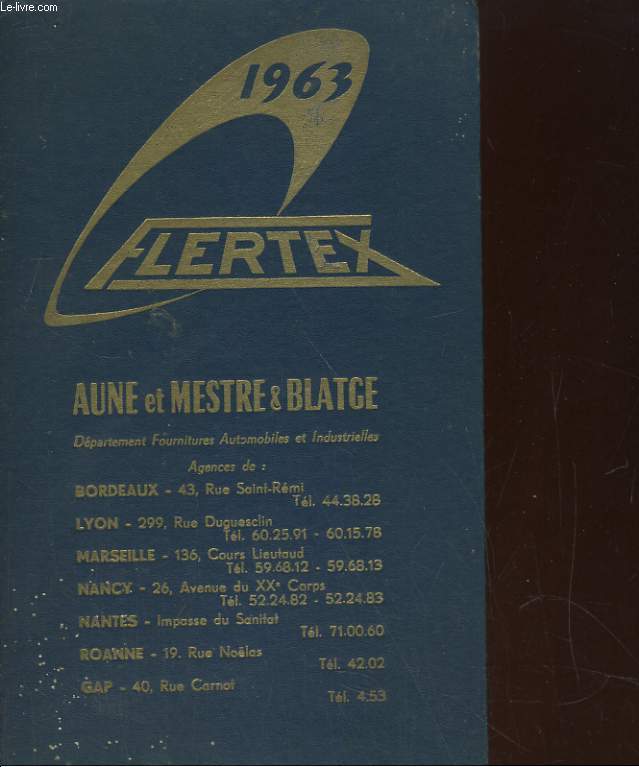 Le-livre.com
1963
FLERTEX
AUNE et MESTRE & BLATGE
Département Fournitures Automobiles et Industrielles
Agences de :
BORDEAUX - 43, Rue Saint-Rémi
Tél. 44.38.28
LYON - 299, Rue Duguesclin
Tél. 60.25.91 - 60.15.78
MARSEILLE - 136, Cours Lieutaud
Tél. 59.68.12 - 59.68.13
NANCY - 26, Avenue du XXe Corps
Tél. 52.24.82 - 52.24.83
NANTES - Impasse du Sanitat
Tél. 71.00.60
ROANNE - 19. Rue Noëlas
Tél. 42.02
GAP - 40, Rue Carnot
Tél. 4.53